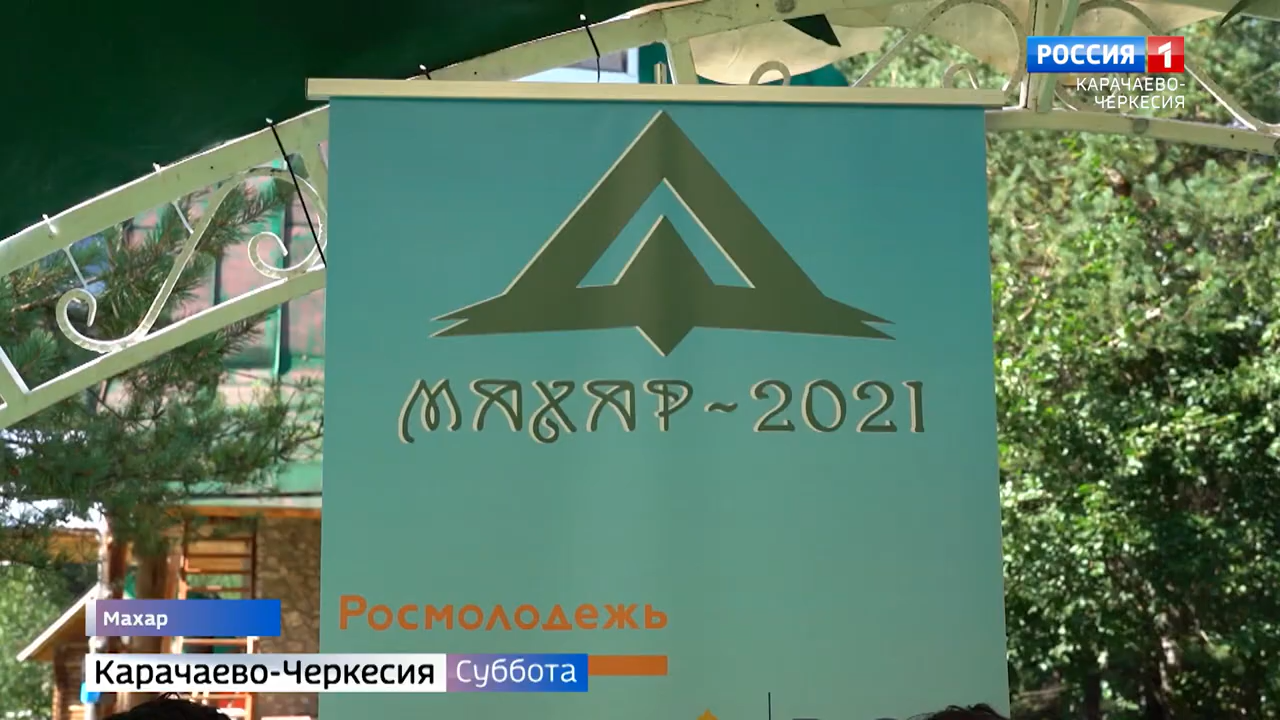 РОССИЯ 1
КАРАЧАЕВО-
ЧЕРКЕСИЯ
МАХАР~2021
Росмолодежь
Махар
Карачаево-Черкесия Суббота